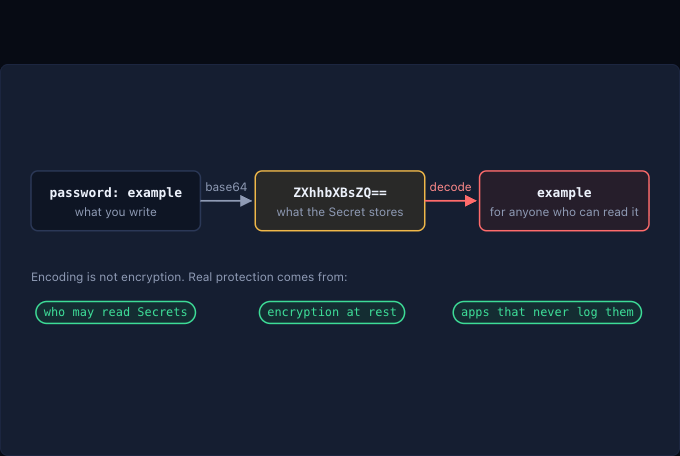 password: example
what you write
base64
ZXhhbXBsZQ==
what the Secret stores
decode
example
for anyone who can read it
Encoding is not encryption. Real protection comes from:
who may read Secrets
encryption at rest
apps that never log them